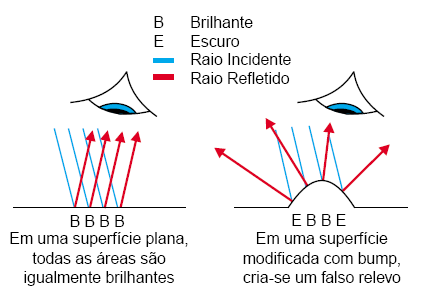 B Brilhante
E Escuro
Raio Incidente
Raio Refletido
B B B B
Em uma superfície plana,
todas as áreas são
igualmente brilhantes
E B B E
Em uma superfície
modificada com bump,
cria-se um falso relevo